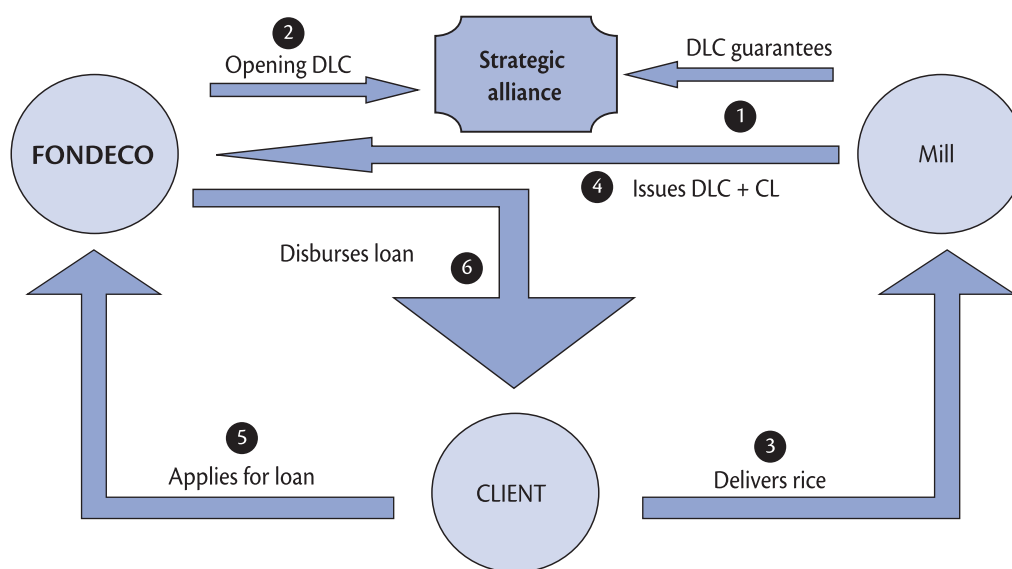 2
Opening DLC
Strategic
alliance
DLC guarantees
1
FONDECO
Mill
4 Issues DLC + CL
Disburses loan
6
5
Applies for loan
CLIENT
3
Delivers rice